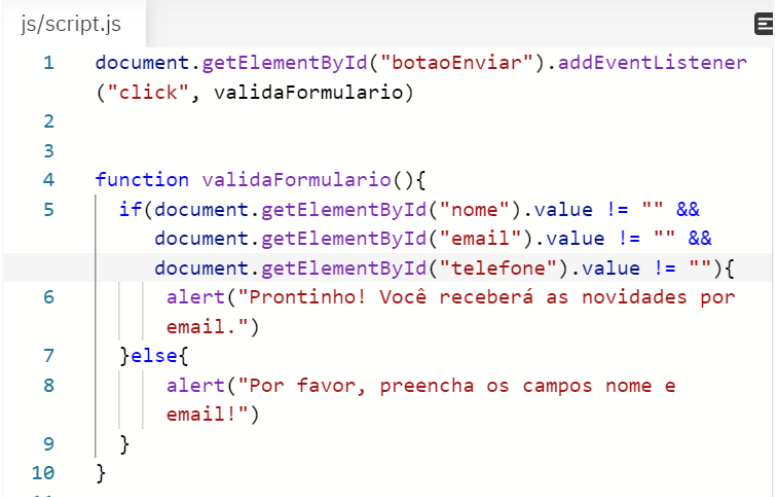 js/script.js
1 document.getElementById("botaoEnviar").addEventListener
("click", validaFormulario)
2
3
4 function validaFormulario(){
5 if(document.getElementById("nome").value != "" &&
document.getElementById("email").value != "" &&
document.getElementById("telefone").value != ""){
6 alert("Prontinho! Você receberá as novidades por
email.")
7 }else{
8 alert("Por favor, preencha os campos nome e
email!")
9 }
10 }